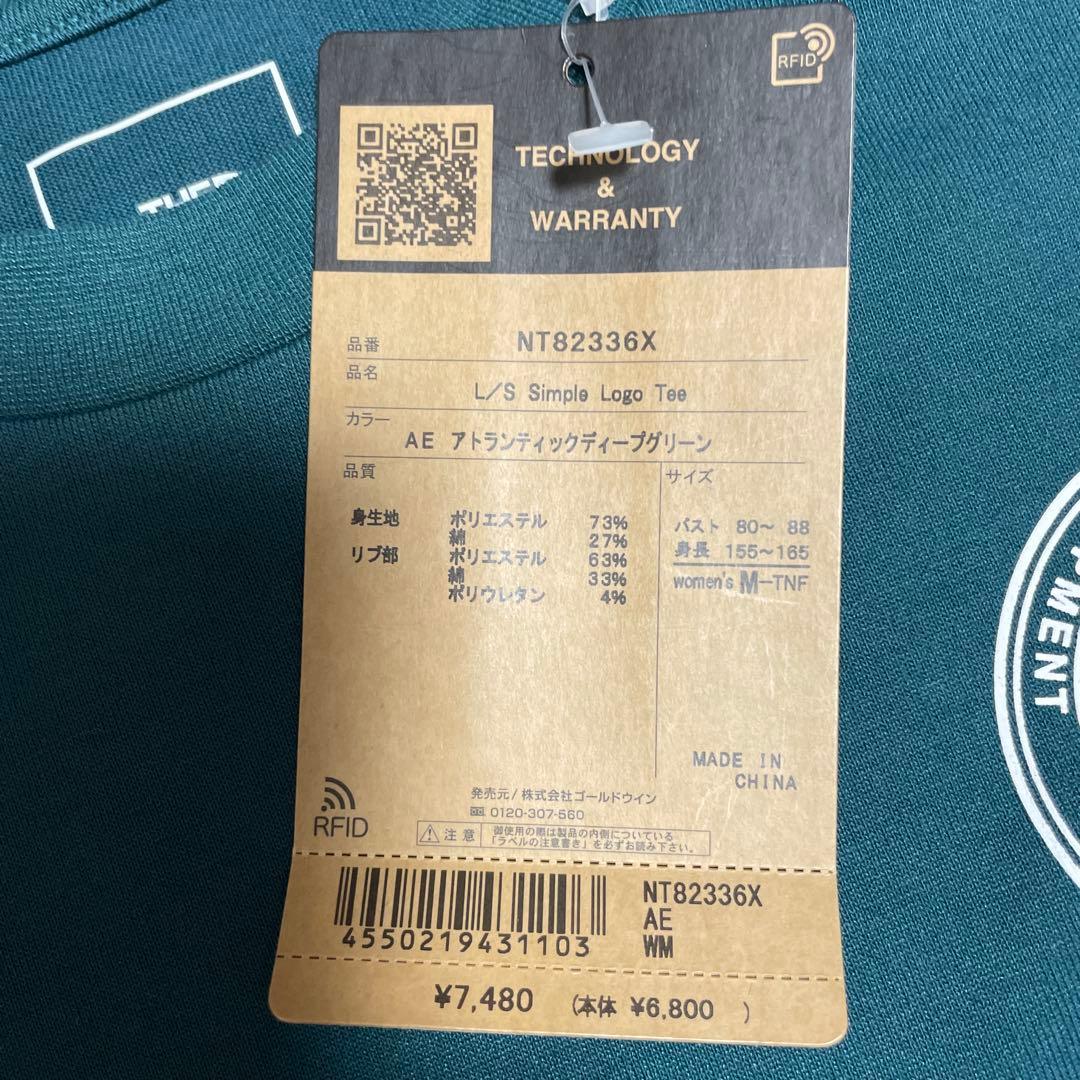 RFID
TECHNOLOGY
&
WARRANTY
品番 NT82336X
品名 L/S Simple Logo Tee
カラー AE アトランティックディープグリーン
品質
身生地 ポリエステル 73%
綿 27%
リブ部 ポリエステル 63%
綿 33%
ポリウレタン 4%
サイズ
バスト 80～ 88
身長 155～165
women's M-TNF
MADE IN
CHINA
RFID
発売元/株式会社ゴールドウイン
0120-307-560
注意 御使用の際は製品の内側についている
「ラベルの注意書き」を必ずお読み下さい。
4550219431103
NT82336X
AE
WM
¥7,480 (本体 ¥6,800 )